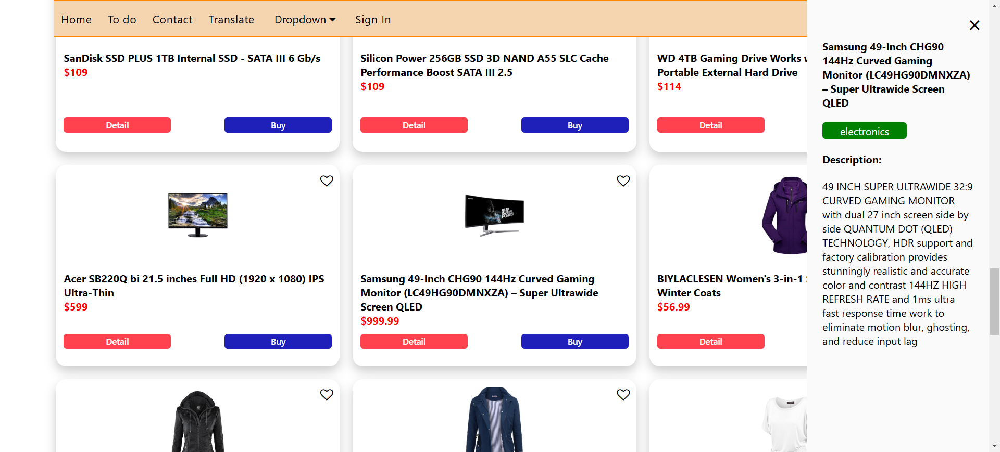 Home To do Contact Translate Dropdown Sign In
SanDisk SSD PLUS 1TB Internal SSD - SATA III 6 Gb/s
$109
Detail Buy
Silicon Power 256GB SSD 3D NAND A55 SLC Cache
Performance Boost SATA III 2.5
$109
Detail Buy
WD 4TB Gaming Drive Works
Portable External Hard Drive
$114
Detail
Acer SB220Q bi 21.5 inches Full HD (1920 x 1080) IPS
Ultra-Thin
$599
Detail Buy
QLED
GAMING
MONITOR
Samsung 49-Inch CHG90 144Hz Curved Gaming
Monitor (LC49HG90DMNXZA) – Super Ultrawide
Screen QLED
$999.99
Detail Buy
BIYLACLESEN Women's 3-in-1
Winter Coats
$56.99
Detail
Samsung 49-Inch CHG90
144Hz Curved Gaming
Monitor (LC49HG90DMNXZA)
– Super Ultrawide Screen
QLED
electronics
Description:
49 INCH SUPER ULTRAWIDE 32:9
CURVED GAMING MONITOR
with dual 27 inch screen side by
side QUANTUM DOT (QLED)
TECHNOLOGY, HDR support and
factory calibration provides
stunningly realistic and accurate
color and contrast 144HZ HIGH
REFRESH RATE and 1ms ultra
fast response time work to
eliminate motion blur, ghosting,
and reduce input lag